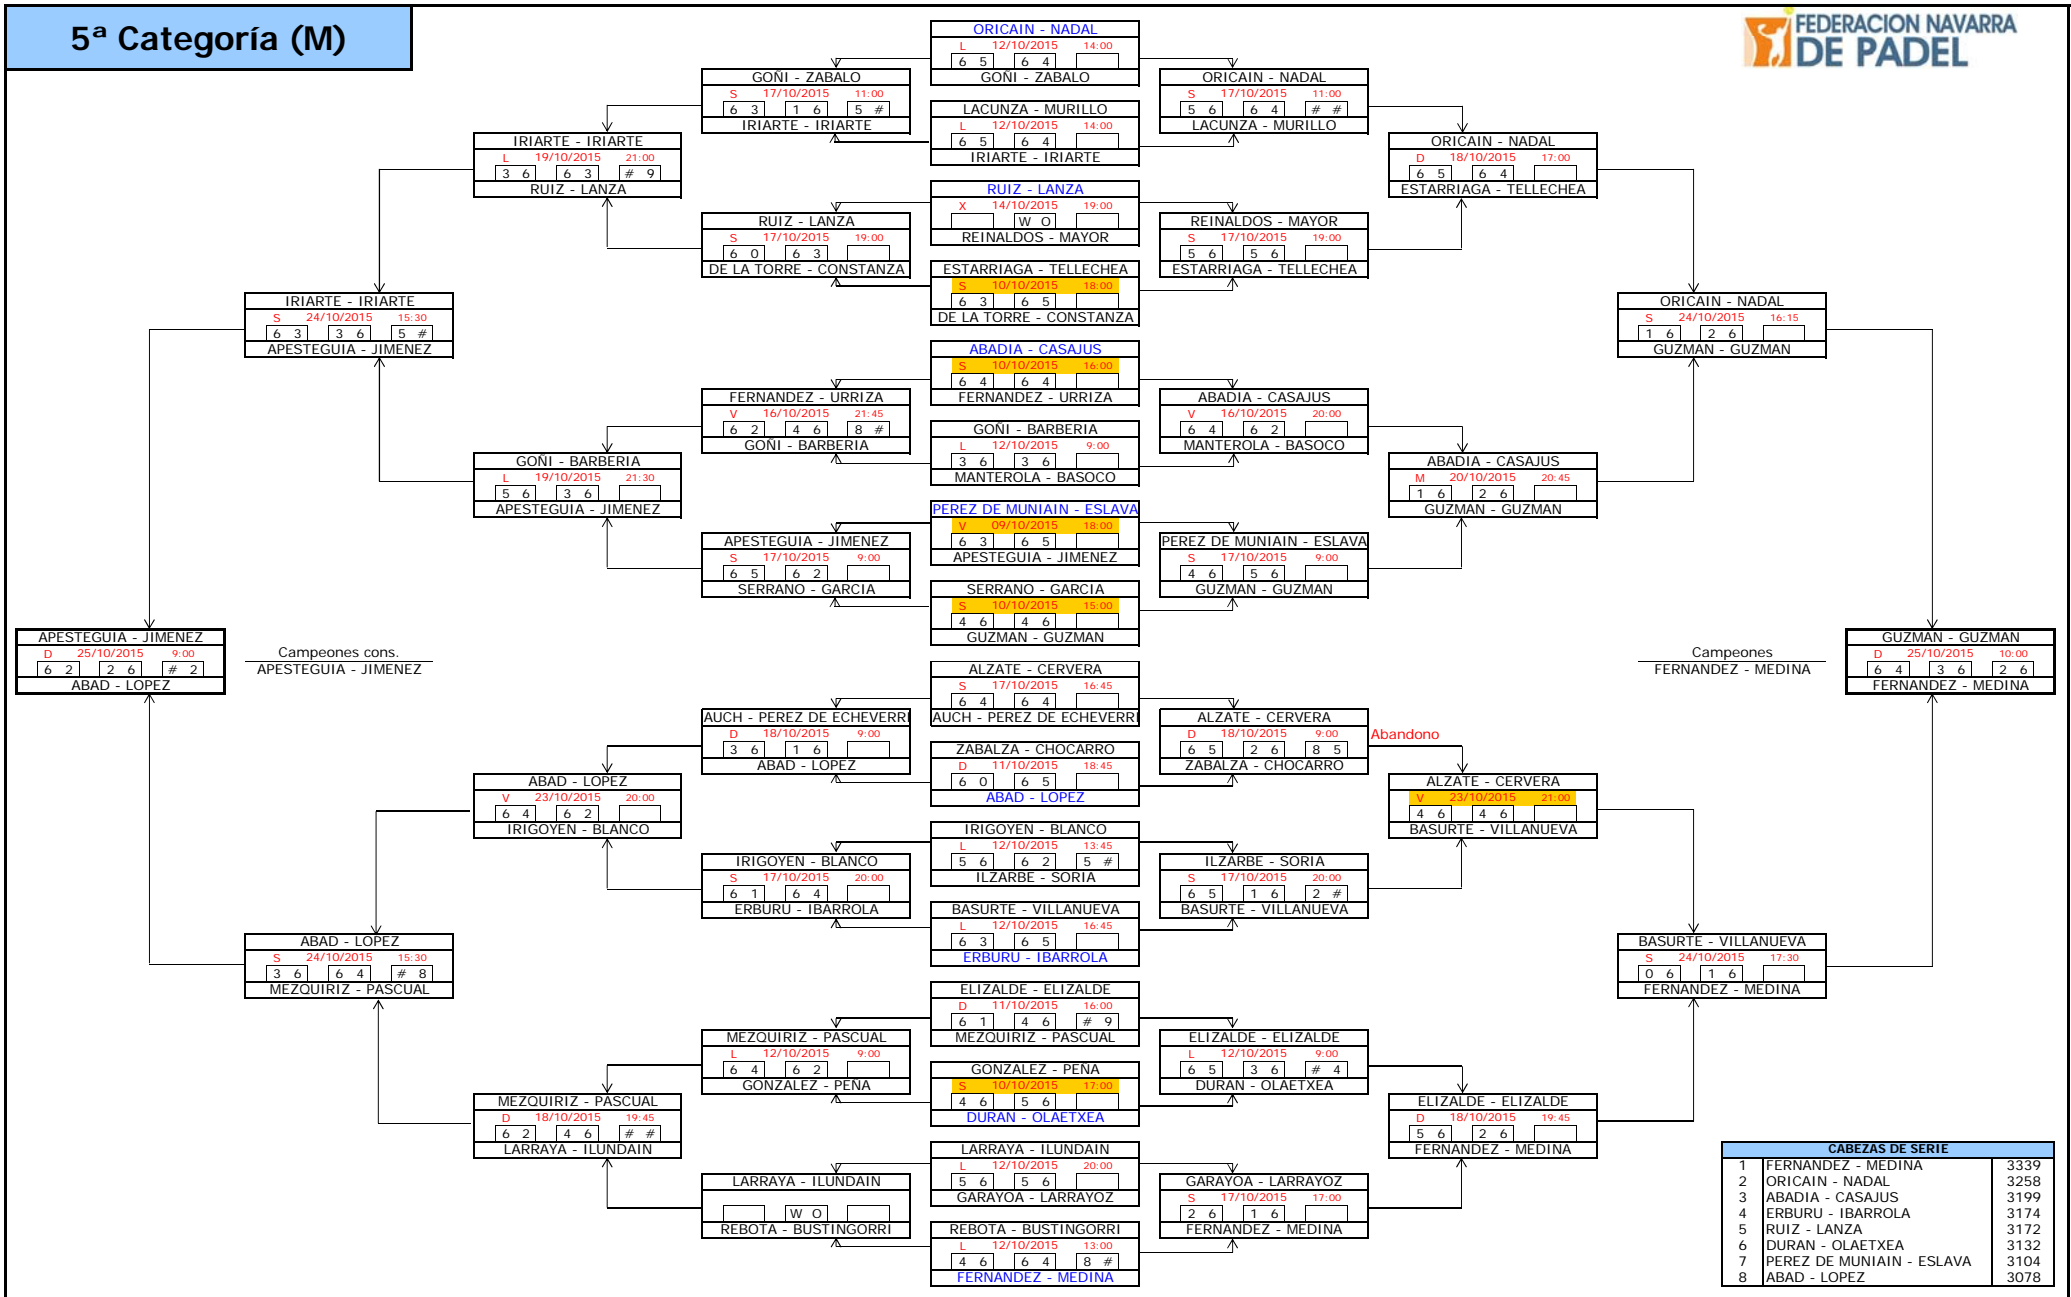 5ª Categoría (M)
FEDERACION NAVARRA
DE PADEL
APESTEGUIA - JIMENEZ
D 25/10/2015 9:00
6 2 2 6 # 2
ABAD - LOPEZ
Campeones cons.
APESTEGUIA - JIMENEZ
IRIARTE - IRIARTE
S 24/10/2015 15:30
6 3 3 6 5 #
APESTEGUIA - JIMENEZ
ABAD - LOPEZ
S 24/10/2015 15:30
3 6 6 4 # 8
MEZQUIRIZ - PASCUAL
IRIARTE - IRIARTE
L 19/10/2015 21:00
3 6 6 3 # 9
RUIZ - LANZA
GOÑI - BARBERIA
L 19/10/2015 21:30
5 6 3 6
APESTEGUIA - JIMENEZ
ABAD - LOPEZ
V 23/10/2015 20:00
6 4 6 2
IRIGOYEN - BLANCO
MEZQUIRIZ - PASCUAL
D 18/10/2015 19:45
6 2 4 6 # #
LARRAYA - ILUNDAIN
GOÑI - ZABALO
S 17/10/2015 11:00
6 3 1 6 5 #
IRIARTE - IRIARTE
RUIZ - LANZA
S 17/10/2015 19:00
6 0 6 3
DE LA TORRE - CONSTANZA
FERNANDEZ - URRIZA
V 16/10/2015 21:45
6 2 4 6 8 #
GOÑI - BARBERIA
APESTEGUIA - JIMENEZ
S 17/10/2015 9:00
6 5 6 2
SERRANO - GARCIA
AUCH - PEREZ DE ECHEVERRI
D 18/10/2015 9:00
3 6 1 6
ABAD - LOPEZ
IRIGOYEN - BLANCO
S 17/10/2015 20:00
6 1 6 4
ERBURU - IBARROLA
MEZQUIRIZ - PASCUAL
L 12/10/2015 9:00
6 4 6 2
GONZALEZ - PEÑA
LARRAYA - ILUNDAIN
W O
REBOTA - BUSTINGORRI
ORICAIN - NADAL
L 12/10/2015 14:00
6 5 6 4
GOÑI - ZABALO
LACUNZA - MURILLO
L 12/10/2015 14:00
6 5 6 4
IRIARTE - IRIARTE
RUIZ - LANZA
X 14/10/2015 19:00
W O
REINALDOS - MAYOR
ESTARRIAGA - TELLECHEA
S 10/10/2015 18:00
6 3 6 5
DE LA TORRE - CONSTANZA
ABADIA - CASAJUS
S 10/10/2015 16:00
6 4 6 4
FERNANDEZ - URRIZA
GOÑI - BARBERIA
L 12/10/2015 9:00
3 6 3 6
MANTEROLA - BASOCO
PEREZ DE MUNIAIN - ESLAVA
V 09/10/2015 18:00
6 3 6 5
APESTEGUIA - JIMENEZ
SERRANO - GARCIA
S 10/10/2015 15:00
4 6 4 6
GUZMAN - GUZMAN
ALZATE - CERVERA
S 17/10/2015 16:45
6 4 6 4
AUCH - PEREZ DE ECHEVERRI
ZABALZA - CHOCARRO
D 11/10/2015 18:45
6 0 6 5
ABAD - LOPEZ
IRIGOYEN - BLANCO
L 12/10/2015 13:45
5 6 6 2 5 #
ILZARBE - SORIA
BASURTE - VILLANUEVA
L 12/10/2015 16:45
6 3 6 5
ERBURU - IBARROLA
ELIZALDE - ELIZALDE
D 11/10/2015 16:00
6 1 4 6 # 9
MEZQUIRIZ - PASCUAL
GONZALEZ - PEÑA
S 10/10/2015 17:00
4 6 5 6
DURAN - OLAETXEA
LARRAYA - ILUNDAIN
L 12/10/2015 20:00
5 6 5 6
GARAYOA - LARRAYOZ
REBOTA - BUSTINGORRI
L 12/10/2015 13:00
4 6 6 4 8 #
FERNANDEZ - MEDINA
ORICAIN - NADAL
S 17/10/2015 11:00
5 6 6 4 # #
LACUNZA - MURILLO
REINALDOS - MAYOR
S 17/10/2015 19:00
5 6 5 6
ESTARRIAGA - TELLECHEA
ABADIA - CASAJUS
V 16/10/2015 20:00
6 4 6 2
MANTEROLA - BASOCO
PEREZ DE MUNIAIN - ESLAVA
S 17/10/2015 9:00
4 6 5 6
GUZMAN - GUZMAN
ALZATE - CERVERA
D 18/10/2015 9:00
6 5 2 6 8 5
ZABALZA - CHOCARRO
Abandono
ILZARBE - SORIA
S 17/10/2015 20:00
6 5 1 6 2 #
BASURTE - VILLANUEVA
ELIZALDE - ELIZALDE
L 12/10/2015 9:00
6 5 3 6 # 4
DURAN - OLAETXEA
GARAYOA - LARRAYOZ
S 17/10/2015 17:00
2 6 1 6
FERNANDEZ - MEDINA
ORICAIN - NADAL
D 18/10/2015 17:00
6 5 6 4
ESTARRIAGA - TELLECHEA
ABADIA - CASAJUS
M 20/10/2015 20:45
1 6 2 6
GUZMAN - GUZMAN
ALZATE - CERVERA
V 23/10/2015 21:00
4 6 4 6
BASURTE - VILLANUEVA
ELIZALDE - ELIZALDE
D 18/10/2015 19:45
5 6 2 6
FERNANDEZ - MEDINA
ORICAIN - NADAL
S 24/10/2015 16:15
1 6 2 6
GUZMAN - GUZMAN
BASURTE - VILLANUEVA
S 24/10/2015 17:30
0 6 1 6
FERNANDEZ - MEDINA
Campeones
FERNANDEZ - MEDINA
GUZMAN - GUZMAN
D 25/10/2015 10:00
6 4 3 6 2 6
FERNANDEZ - MEDINA
CABEZAS DE SERIE
1 FERNANDEZ - MEDINA 3339
2 ORICAIN - NADAL 3258
3 ABADIA - CASAJUS 3199
4 ERBURU - IBARROLA 3174
5 RUIZ - LANZA 3172
6 DURAN - OLAETXEA 3132
7 PEREZ DE MUNIAIN - ESLAVA 3104
8 ABAD - LOPEZ 3078